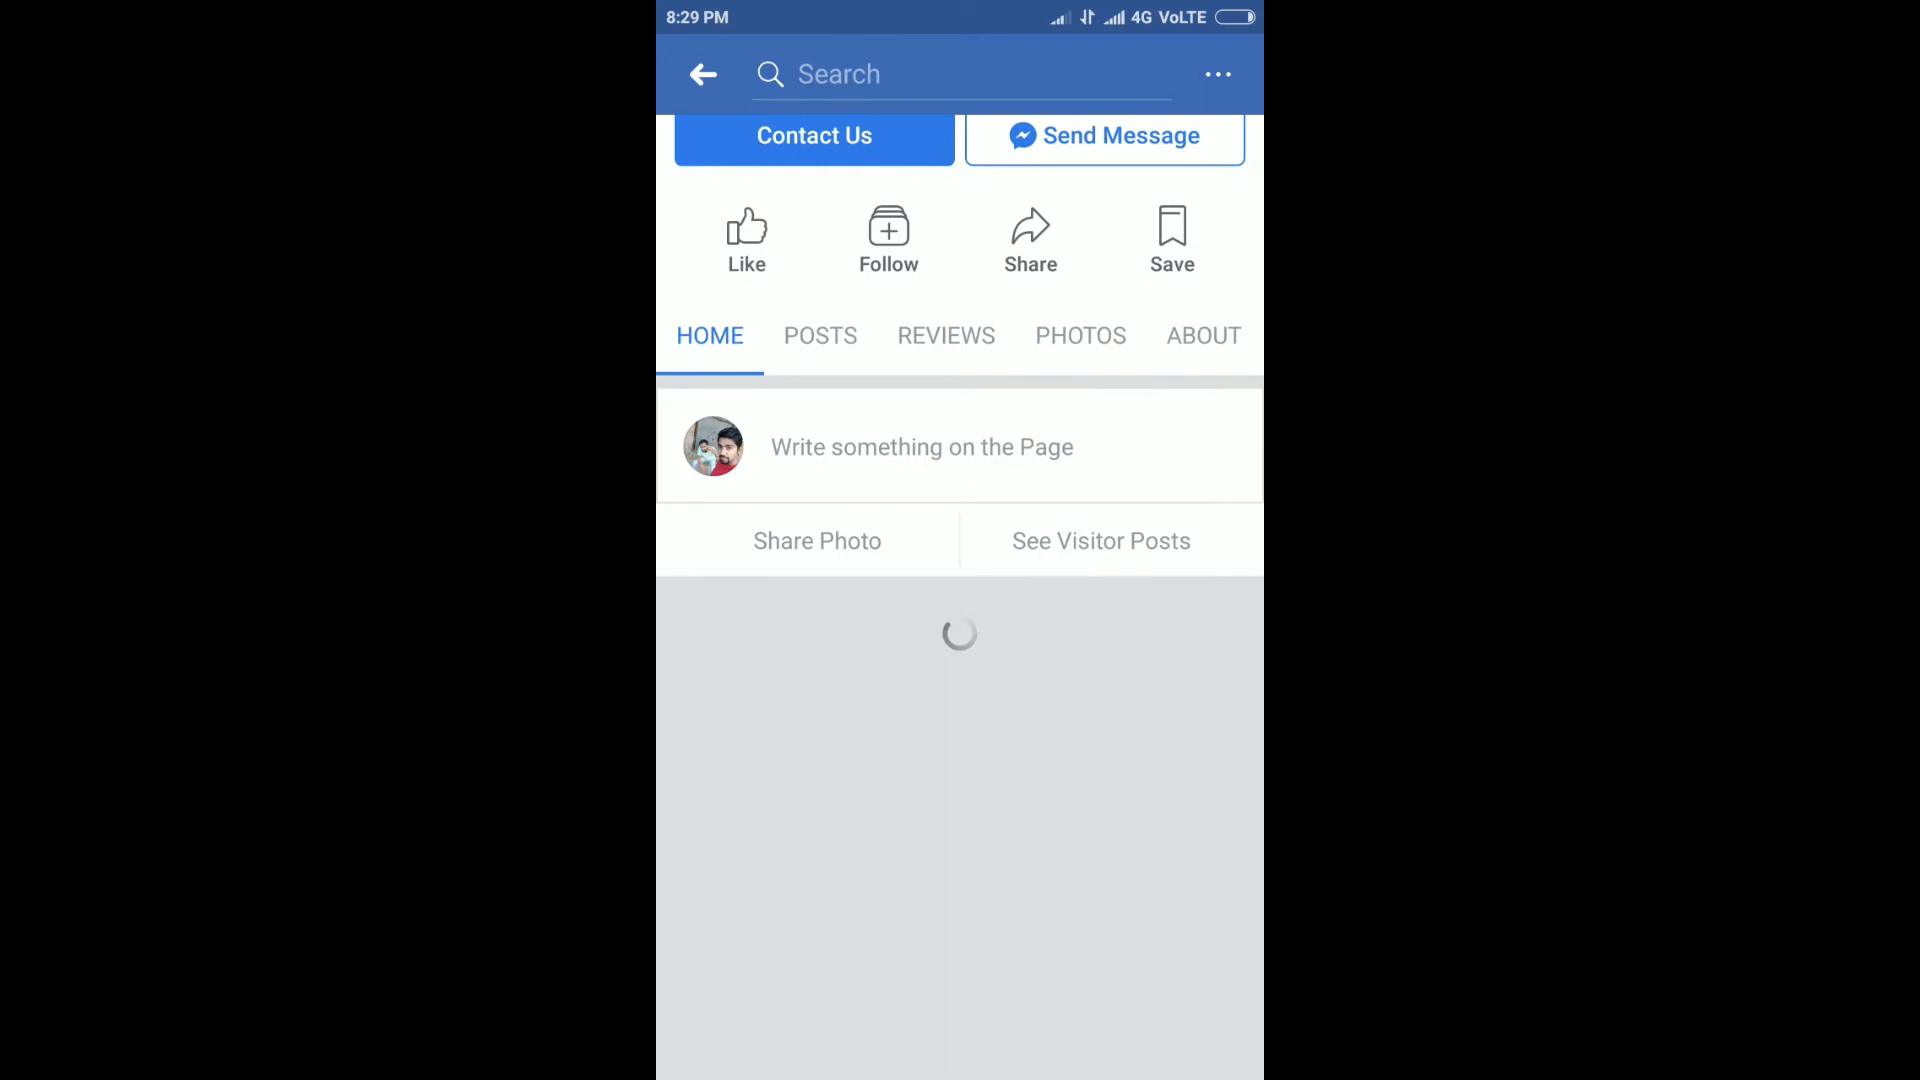 8:29 PM 4G VoLTE
Search
Contact Us Send Message
Like Follow Share Save
HOME POSTS REVIEWS PHOTOS ABOUT
Write something on the Page
Share Photo See Visitor Posts